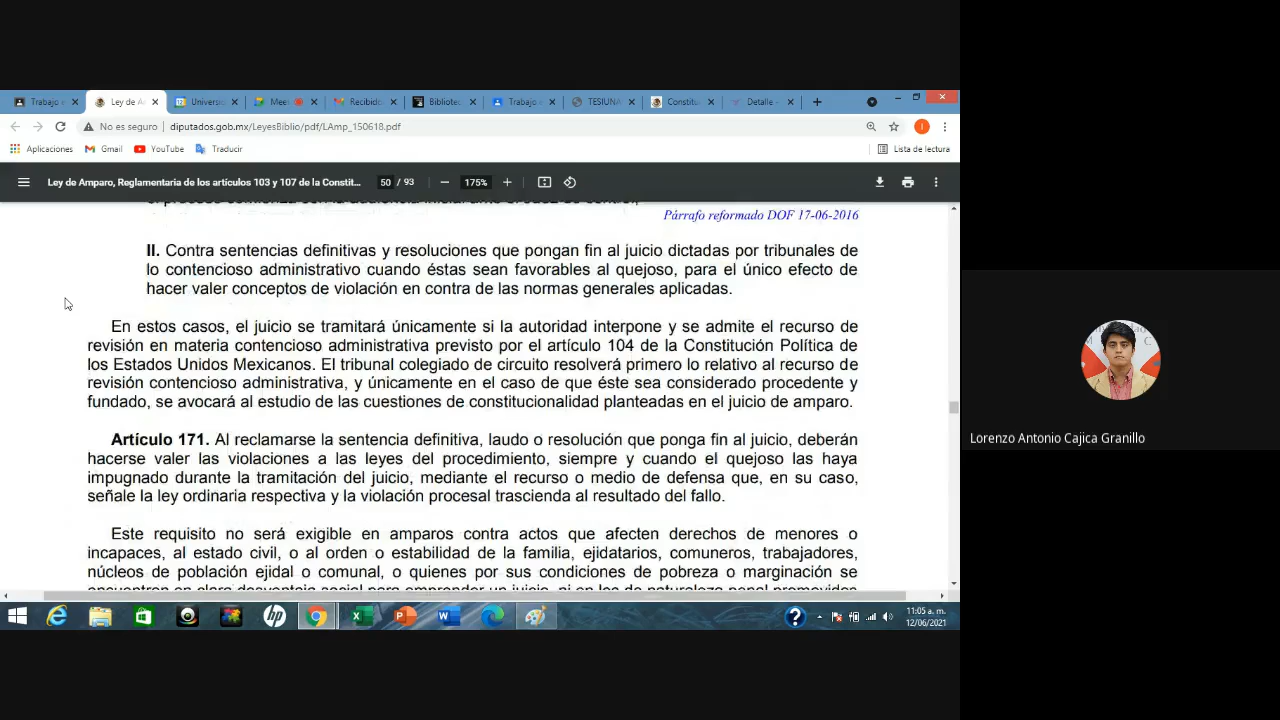 Trabajo e
Ley de A
Univers
Mee
Recibido
Bibliote
Trabajo e
TESIUNA
Constitu
Detalle -
No es seguro | diputados.gob.mx/LeyesBiblio/pdf/LAmp_150618.pdf
Aplicaciones Gmail YouTube Traducir Lista de lectura
Ley de Amparo, Reglamentaria de los artículos 103 y 107 de la Constit... 50 / 93 — 175% +
Párrafo reformado DOF 17-06-2016
II. Contra sentencias definitivas y resoluciones que pongan fin al juicio dictadas por tribunales de
lo contencioso administrativo cuando éstas sean favorables al quejoso, para el único efecto de
hacer valer conceptos de violación en contra de las normas generales aplicadas.
En estos casos, el juicio se tramitará únicamente si la autoridad interpone y se admite el recurso de
revisión en materia contencioso administrativa previsto por el artículo 104 de la Constitución Política de
los Estados Unidos Mexicanos. El tribunal colegiado de circuito resolverá primero lo relativo al recurso de
revisión contencioso administrativa, y únicamente en el caso de que éste sea considerado procedente y
fundado, se avocará al estudio de las cuestiones de constitucionalidad planteadas en el juicio de amparo.
Artículo 171. Al reclamarse la sentencia definitiva, laudo o resolución que ponga fin al juicio, deberán
hacerse valer las violaciones a las leyes del procedimiento, siempre y cuando el quejoso las haya
impugnado durante la tramitación del juicio, mediante el recurso o medio de defensa que, en su caso,
señale la ley ordinaria respectiva y la violación procesal trascienda al resultado del fallo.
Este requisito no será exigible en amparos contra actos que afecten derechos de menores o
incapaces, al estado civil, o al orden o estabilidad de la familia, ejidatarios, comuneros, trabajadores,
núcleos de población ejidal o comunal, o quienes por sus condiciones de pobreza o marginación se
11:05 a. m.
12/06/2021
Lorenzo Antonio Cajica Granillo